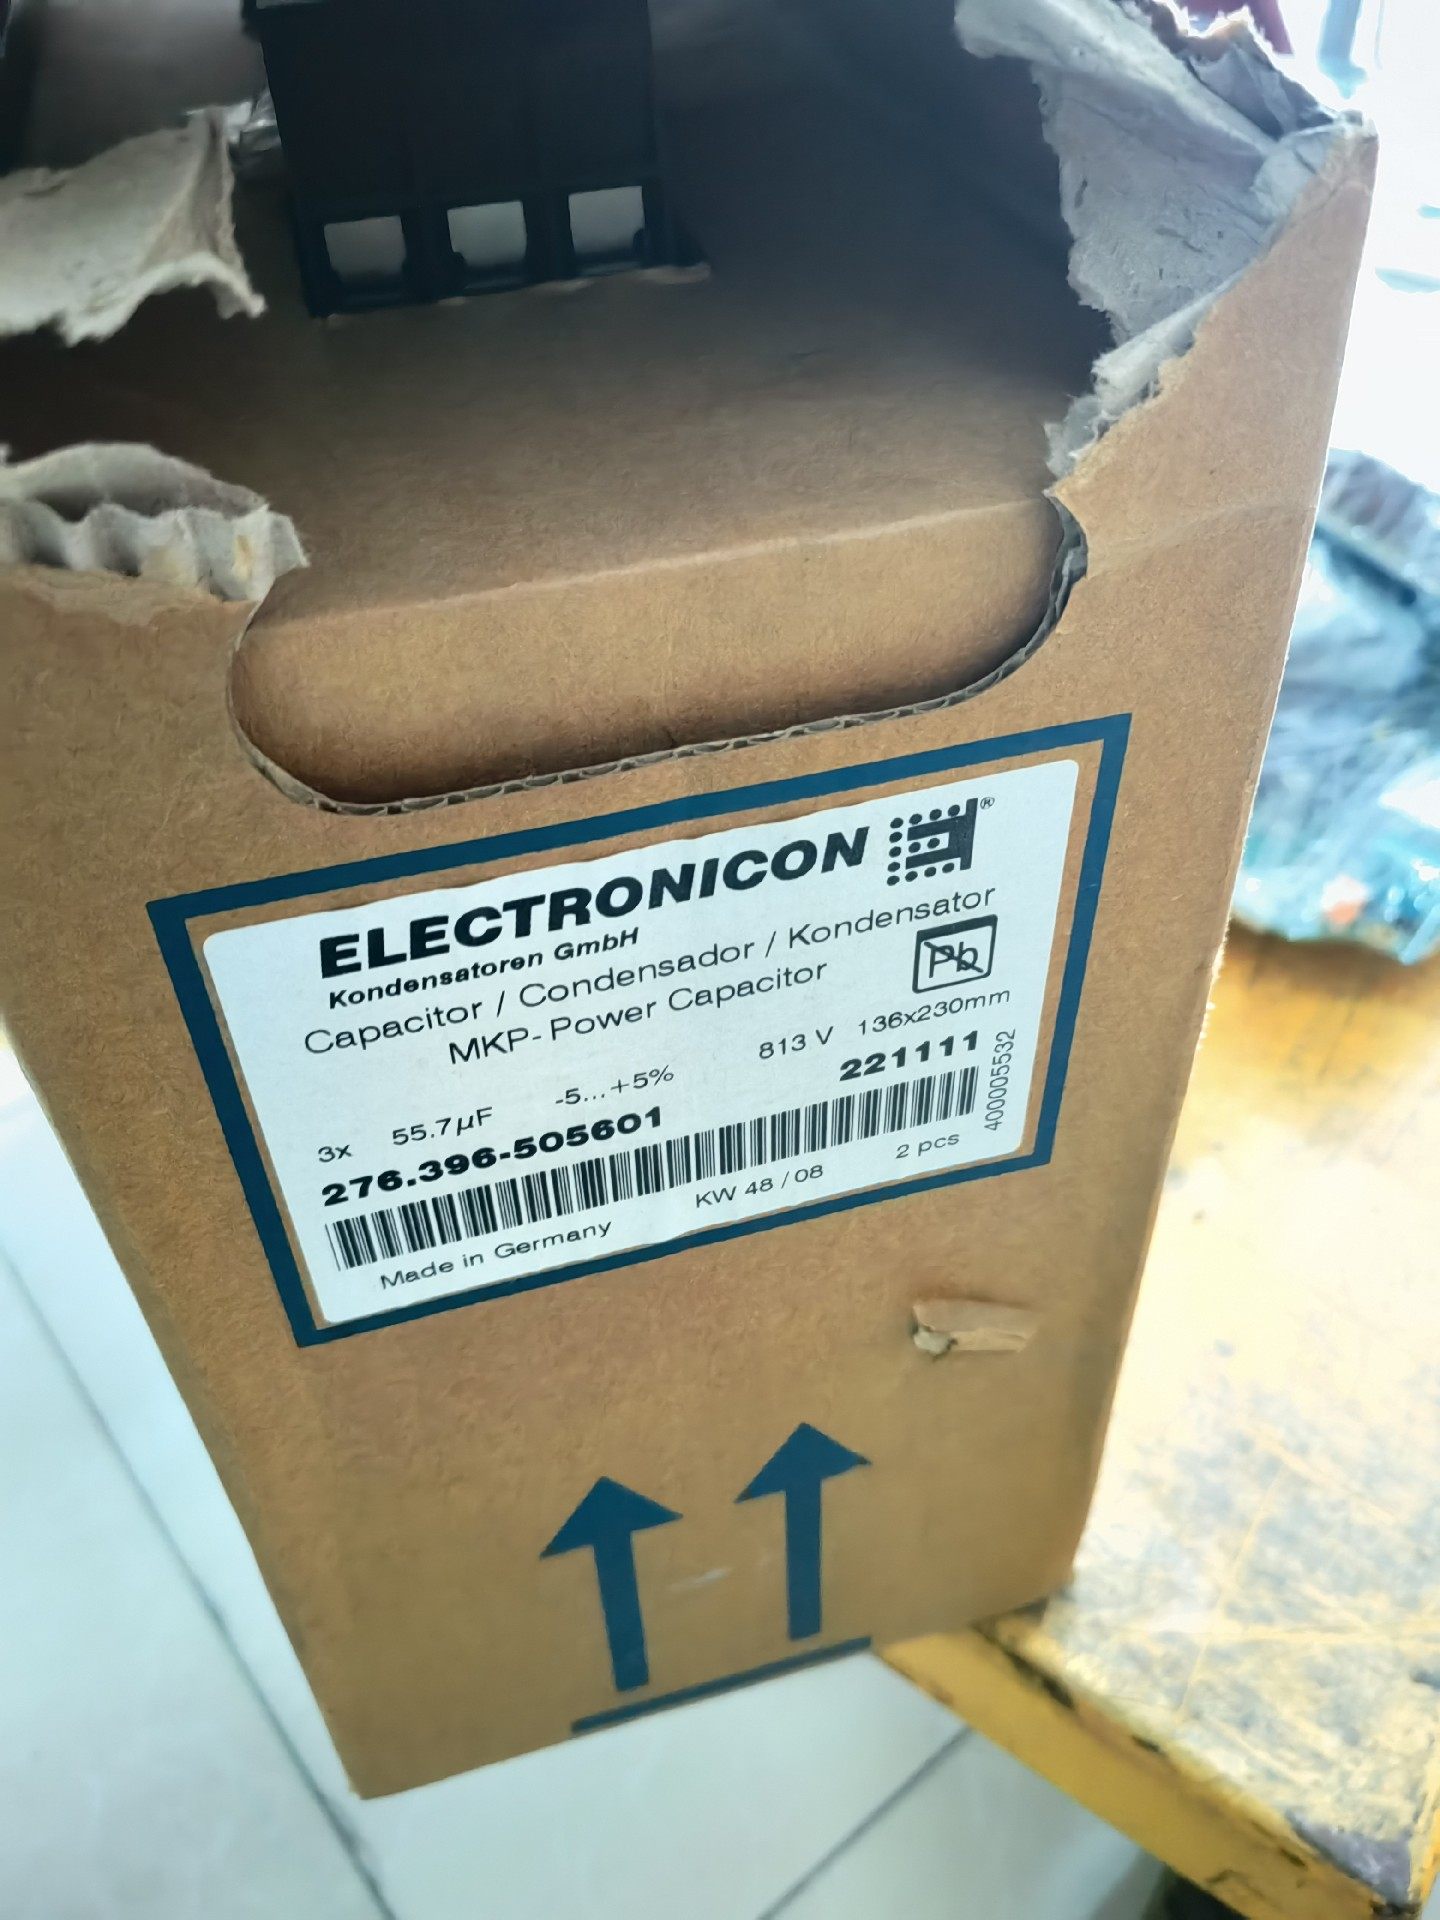 ELECTRONICON ®
Kondensatoren GmbH
Capacitor / Condensador / Kondensator
MKP-Power Capacitor
Pb
3x 55.7µF -5...+5% 813 V 136x230mm
276.396-505601 221111
400005532
Made in Germany KW 48 / 08 2 pcs